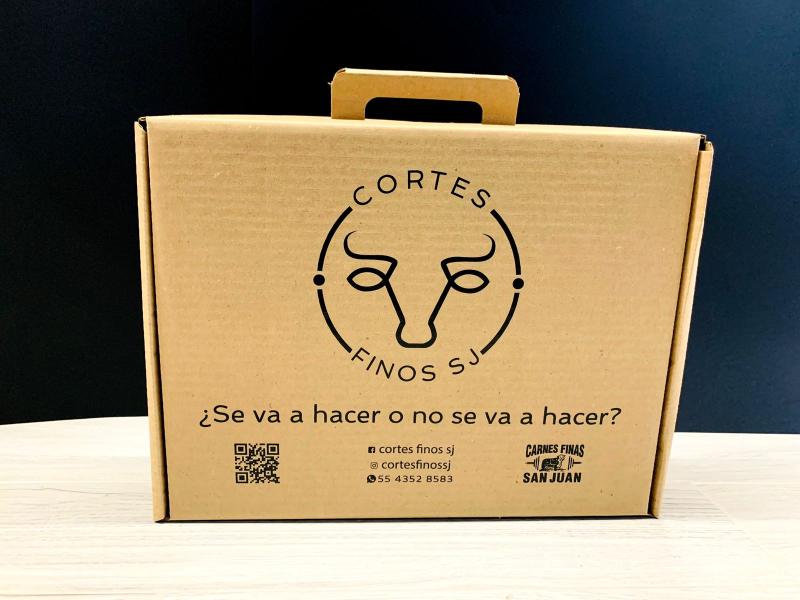 CORTES
FINOS SJ
¿Se va a hacer o no se va a hacer?
cortes finos sj
cortesfinossj
55 4352 8583
CARNES FINAS
SAN JUAN